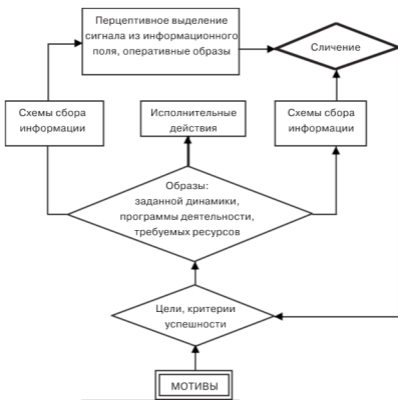 Перцептивное выделение
сигнала из информационного
поля, оперативные образы
Сличение
Схемы сбора
информации
Исполнительные
действия
Схемы сбора
информации
Образы:
заданной динамики,
программы деятельности,
требуемых ресурсов
Цели, критерии
успешности
МОТИВЫ